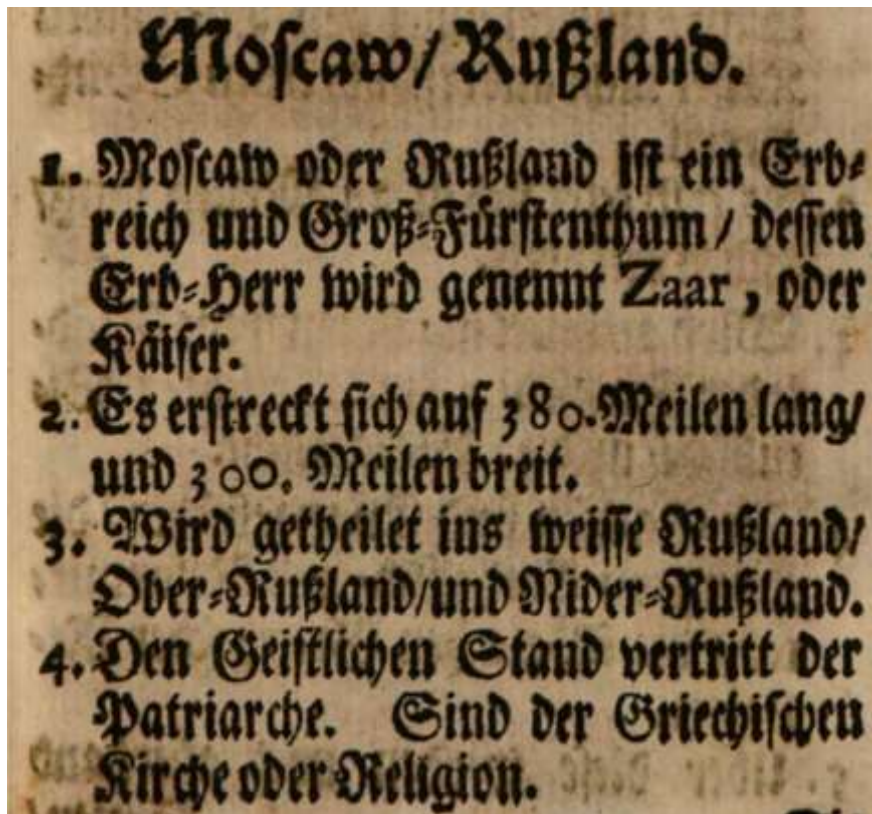 Moſcaw/ Rußland.
1. Moſcaw oder Rußland iſt ein Erb⸗
reich und Groß⸗Fürſtenthum / deſſen
Erb⸗Herr wird genennt Zaar, oder
Käiſer.
2. Es erſtreckt ſich auf 380. Meilen lang/
und 300. Meilen breit.
3. Wird getheilet ins weiſſe Rußland/
Ober⸗Rußland/und Nider⸗Rußland.
4. Den Geiſtlichen Stand vertritt der
Patriarche. Sind der Griechiſchen
Kirche oder Religion.